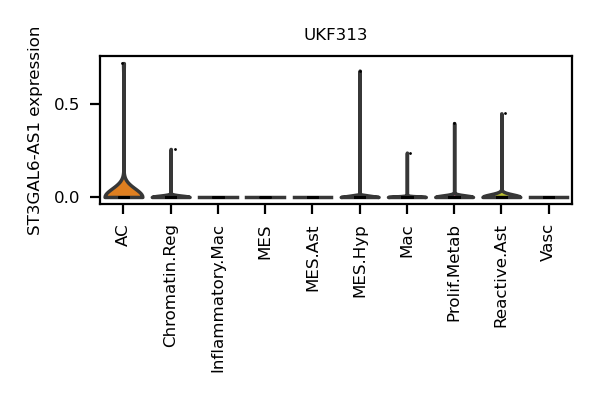 UKF313
ST3GAL6-AS1 expression
0.5
0.0
AC
Chromatin.Reg
Inflammatory.Mac
MES
MES.Ast
MES.Hyp
Mac
Prolif.Metab
Reactive.Ast
Vasc